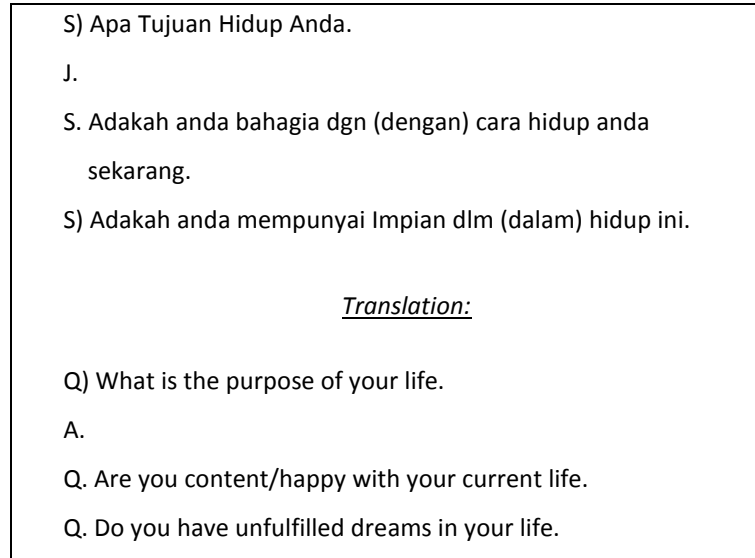 S) Apa Tujuan Hidup Anda.
J.
S. Adakah anda bahagia dgn (dengan) cara hidup anda
sekarang.
S) Adakah anda mempunyai Impian dlm (dalam) hidup ini.
Translation:
Q) What is the purpose of your life.
A.
Q. Are you content/happy with your current life.
Q. Do you have unfulfilled dreams in your life.